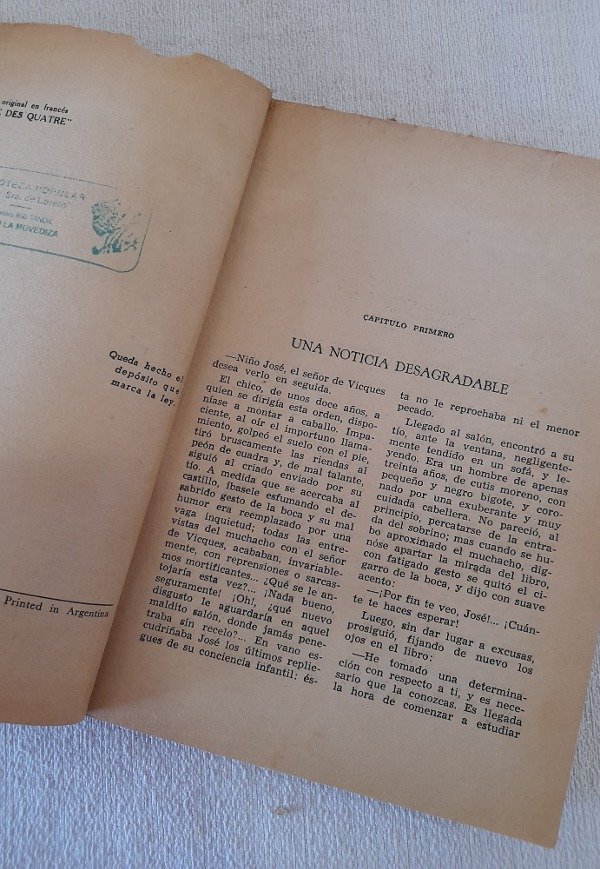 original en francés
DES QUATRE"
OTECA POPULAR
Sra. de Loreto
TANDIL
LA MOVEDIZA
Queda hecho el
depósito que
marca la ley.
Printed in Argentina
CAPITULO PRIMERO
UNA NOTICIA DESAGRADABLE
—Niño José, el señor de Vicques
desea verlo en seguida.
El chico, de unos doce años, a
quien se dirigía esta orden, dispo-
níase a montar a caballo. Impa-
ciente, al oír el importuno llama-
miento, golpeó el suelo con el pie,
tiró bruscamente las riendas al
peón de cuadra y, de mal talante,
siguió al criado enviado por su
tío. A medida que se acercaba al
castillo, íbasele esfumando el de-
sabrido gesto de la boca y su mal
humor era reemplazado por una
vaga inquietud; todas las entre-
vistas del muchacho con el señor
de Vicques, acababan, invariable-
mente, con reprensiones o sarcas-
mos mortificantes... ¿Qué se le an-
tojaría esta vez?... ¡Nada bueno,
seguramente! ¡Oh!, ¿qué nuevo
disgusto le aguardaría en aquel
maldito salón, donde jamás pene-
traba sin recelo?... En vano es-
cudriñaba José los últimos replie-
gues de su conciencia infantil: és-
ta no le reprochaba ni el menor
pecado.
Llegado al salón, encontró a su
tío, ante la ventana, negligente-
mente tendido en un sofá, y le-
yendo. Era un hombre de apenas
treinta años, de cutis moreno, con
pequeño y negro bigote, y coro-
nado por una exuberante y muy
cuidada cabellera. No pareció, al
principio, percatarse de la entra-
da del sobrino; mas cuando se hu-
bo aproximado el muchacho, dig-
nóse apartar la mirada del libro,
con fatigado gesto se quitó el ci-
garro de la boca, y dijo con suave
acento:
—¡Por fin te veo, José!... ¡Cuán-
to te haces esperar!
Luego, sin dar lugar a excusas,
prosiguió, fijando de nuevo los
ojos en el libro:
—He tomado una determina-
ción con respecto a ti, y es nece-
sario que la conozcas. Es llegada
la hora de comenzar a estudiar